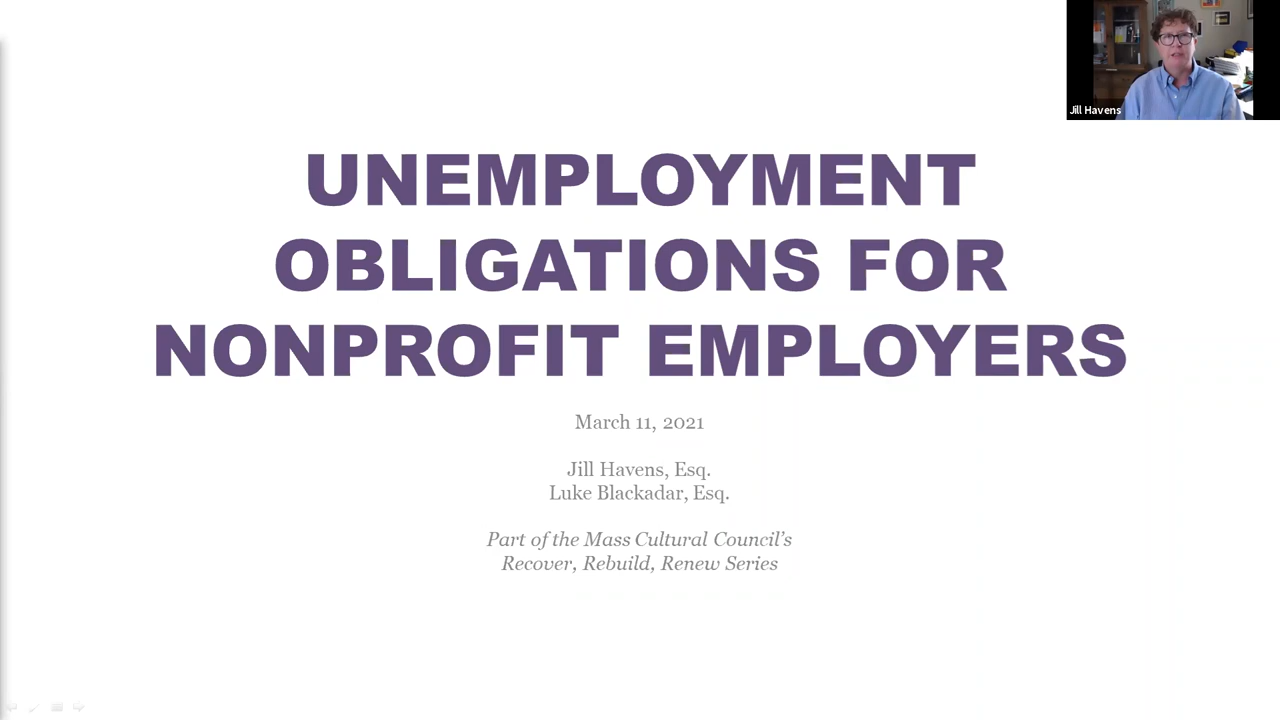 Jill Havens
UNEMPLOYMENT
OBLIGATIONS FOR
NONPROFIT EMPLOYERS
March 11, 2021
Jill Havens, Esq.
Luke Blackadar, Esq.
Part of the Mass Cultural Council's
Recover, Rebuild, Renew Series